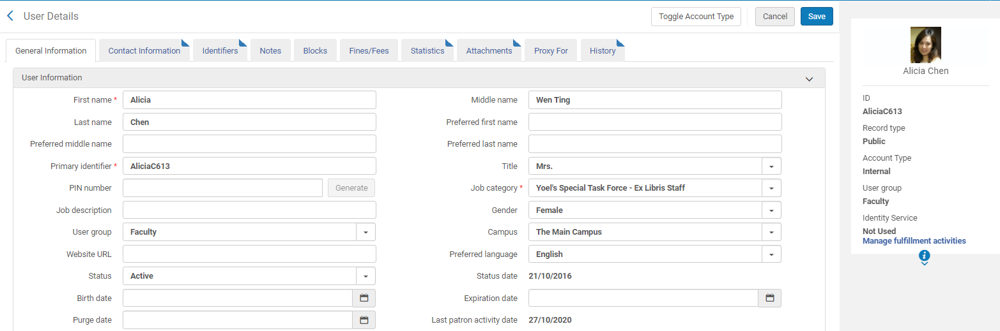 User Details
Toggle Account Type
Cancel
Save
General Information
Contact Information
Identifiers
Notes
Blocks
Fines/Fees
Statistics
Attachments
Proxy For
History
User Information
First name * Alicia
Middle name Wen Ting
Last name Chen
Preferred first name
Preferred middle name
Preferred last name
Primary identifier * AliciaC613
Title Mrs.
PIN number Generate
Job category * Yoel's Special Task Force - Ex Libris Staff
Job description
Gender Female
User group Faculty
Campus The Main Campus
Website URL
Preferred language English
Status Active
Status date 21/10/2016
Birth date
Expiration date
Purge date
Last patron activity date 27/10/2020
Alicia Chen
ID
AliciaC613
Record type
Public
Account Type
Internal
User group
Faculty
Identity Service
Not Used
Manage fulfillment activities
i